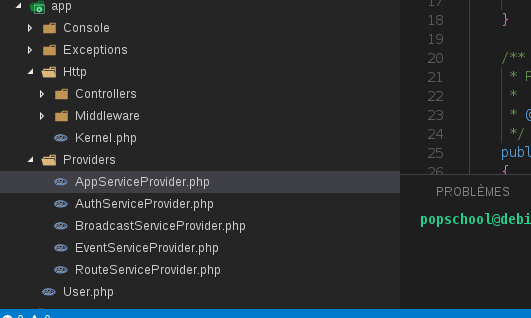 app
Console
Exceptions
Http
Controllers
Middleware
Kernel.php
Providers
AppServiceProvider.php
AuthServiceProvider.php
BroadcastServiceProvider.php
EventServiceProvider.php
RouteServiceProvider.php
User.php
17
18 }
19
20 /**
21 * P
22 *
23 * @
24 */
25 publ
26 {
PROBLÈMES
popschool@debi